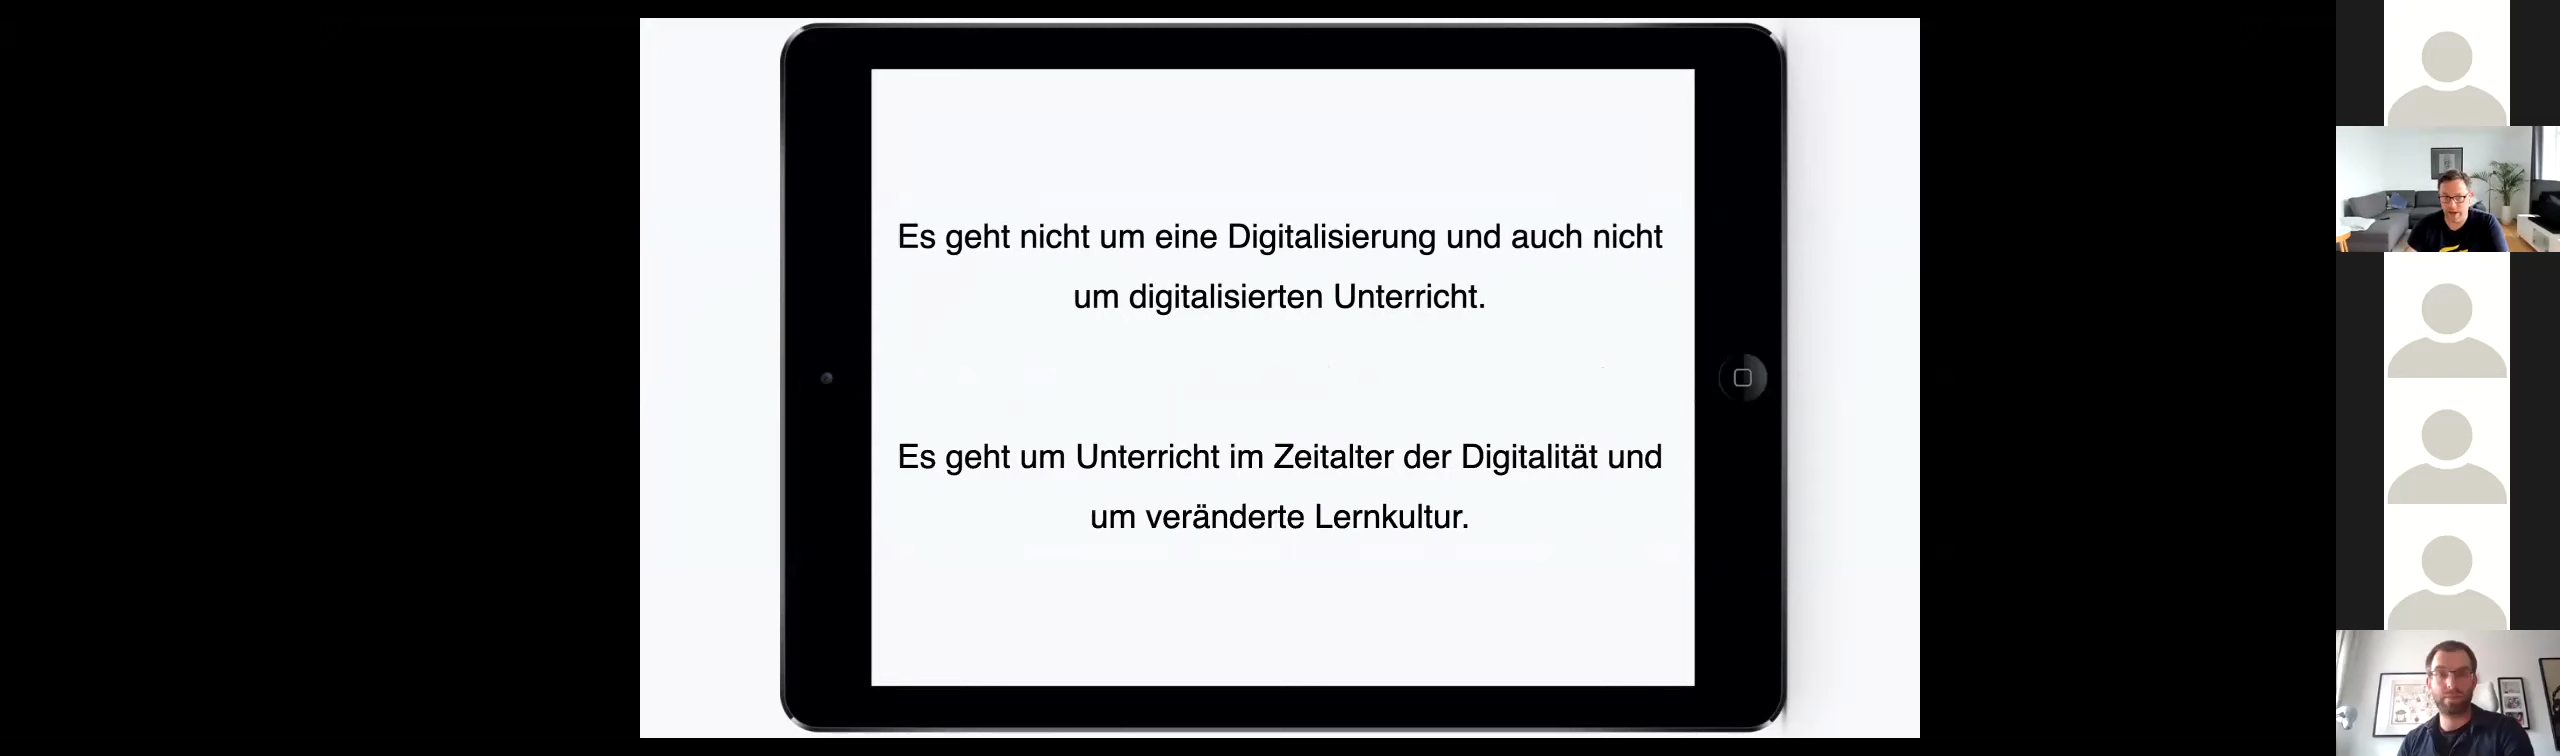 Es geht nicht um eine Digitalisierung und auch nicht
um digitalisierten Unterricht.
Es geht um Unterricht im Zeitalter der Digitalität und
um veränderte Lernkultur.